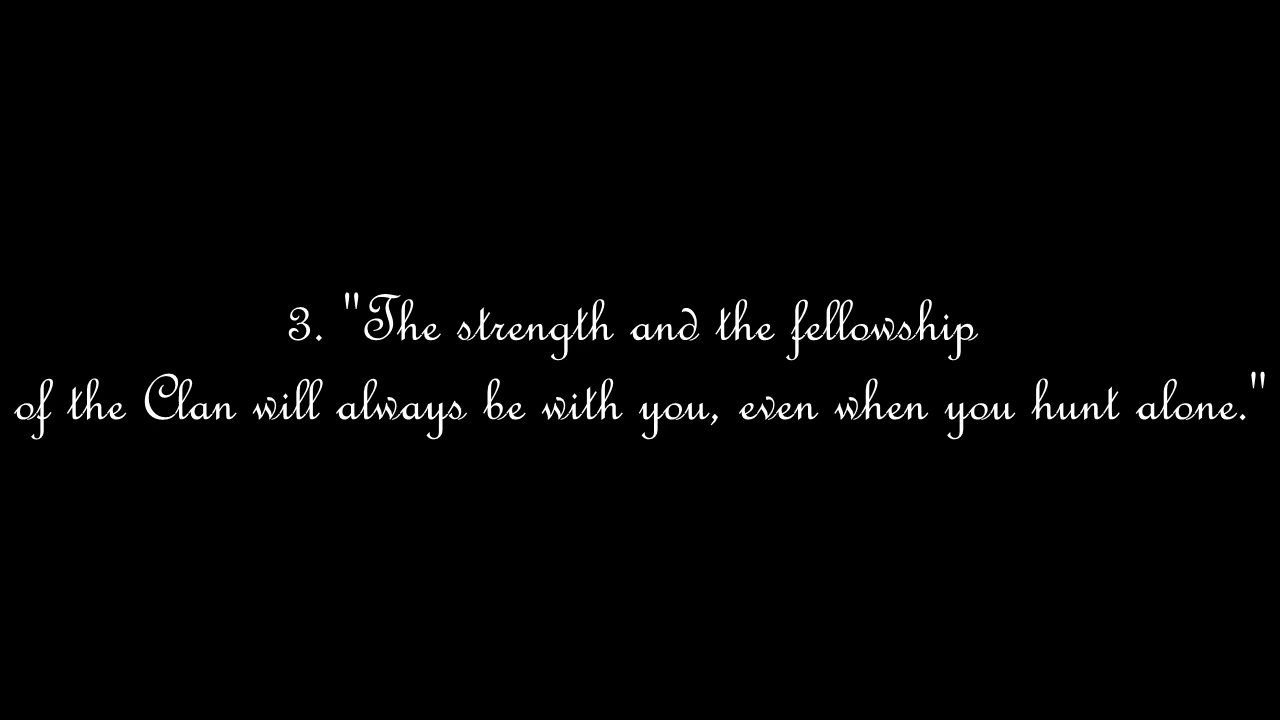 3. "The strength and the fellowship
of the Clan will always be with you, even when you hunt alone."